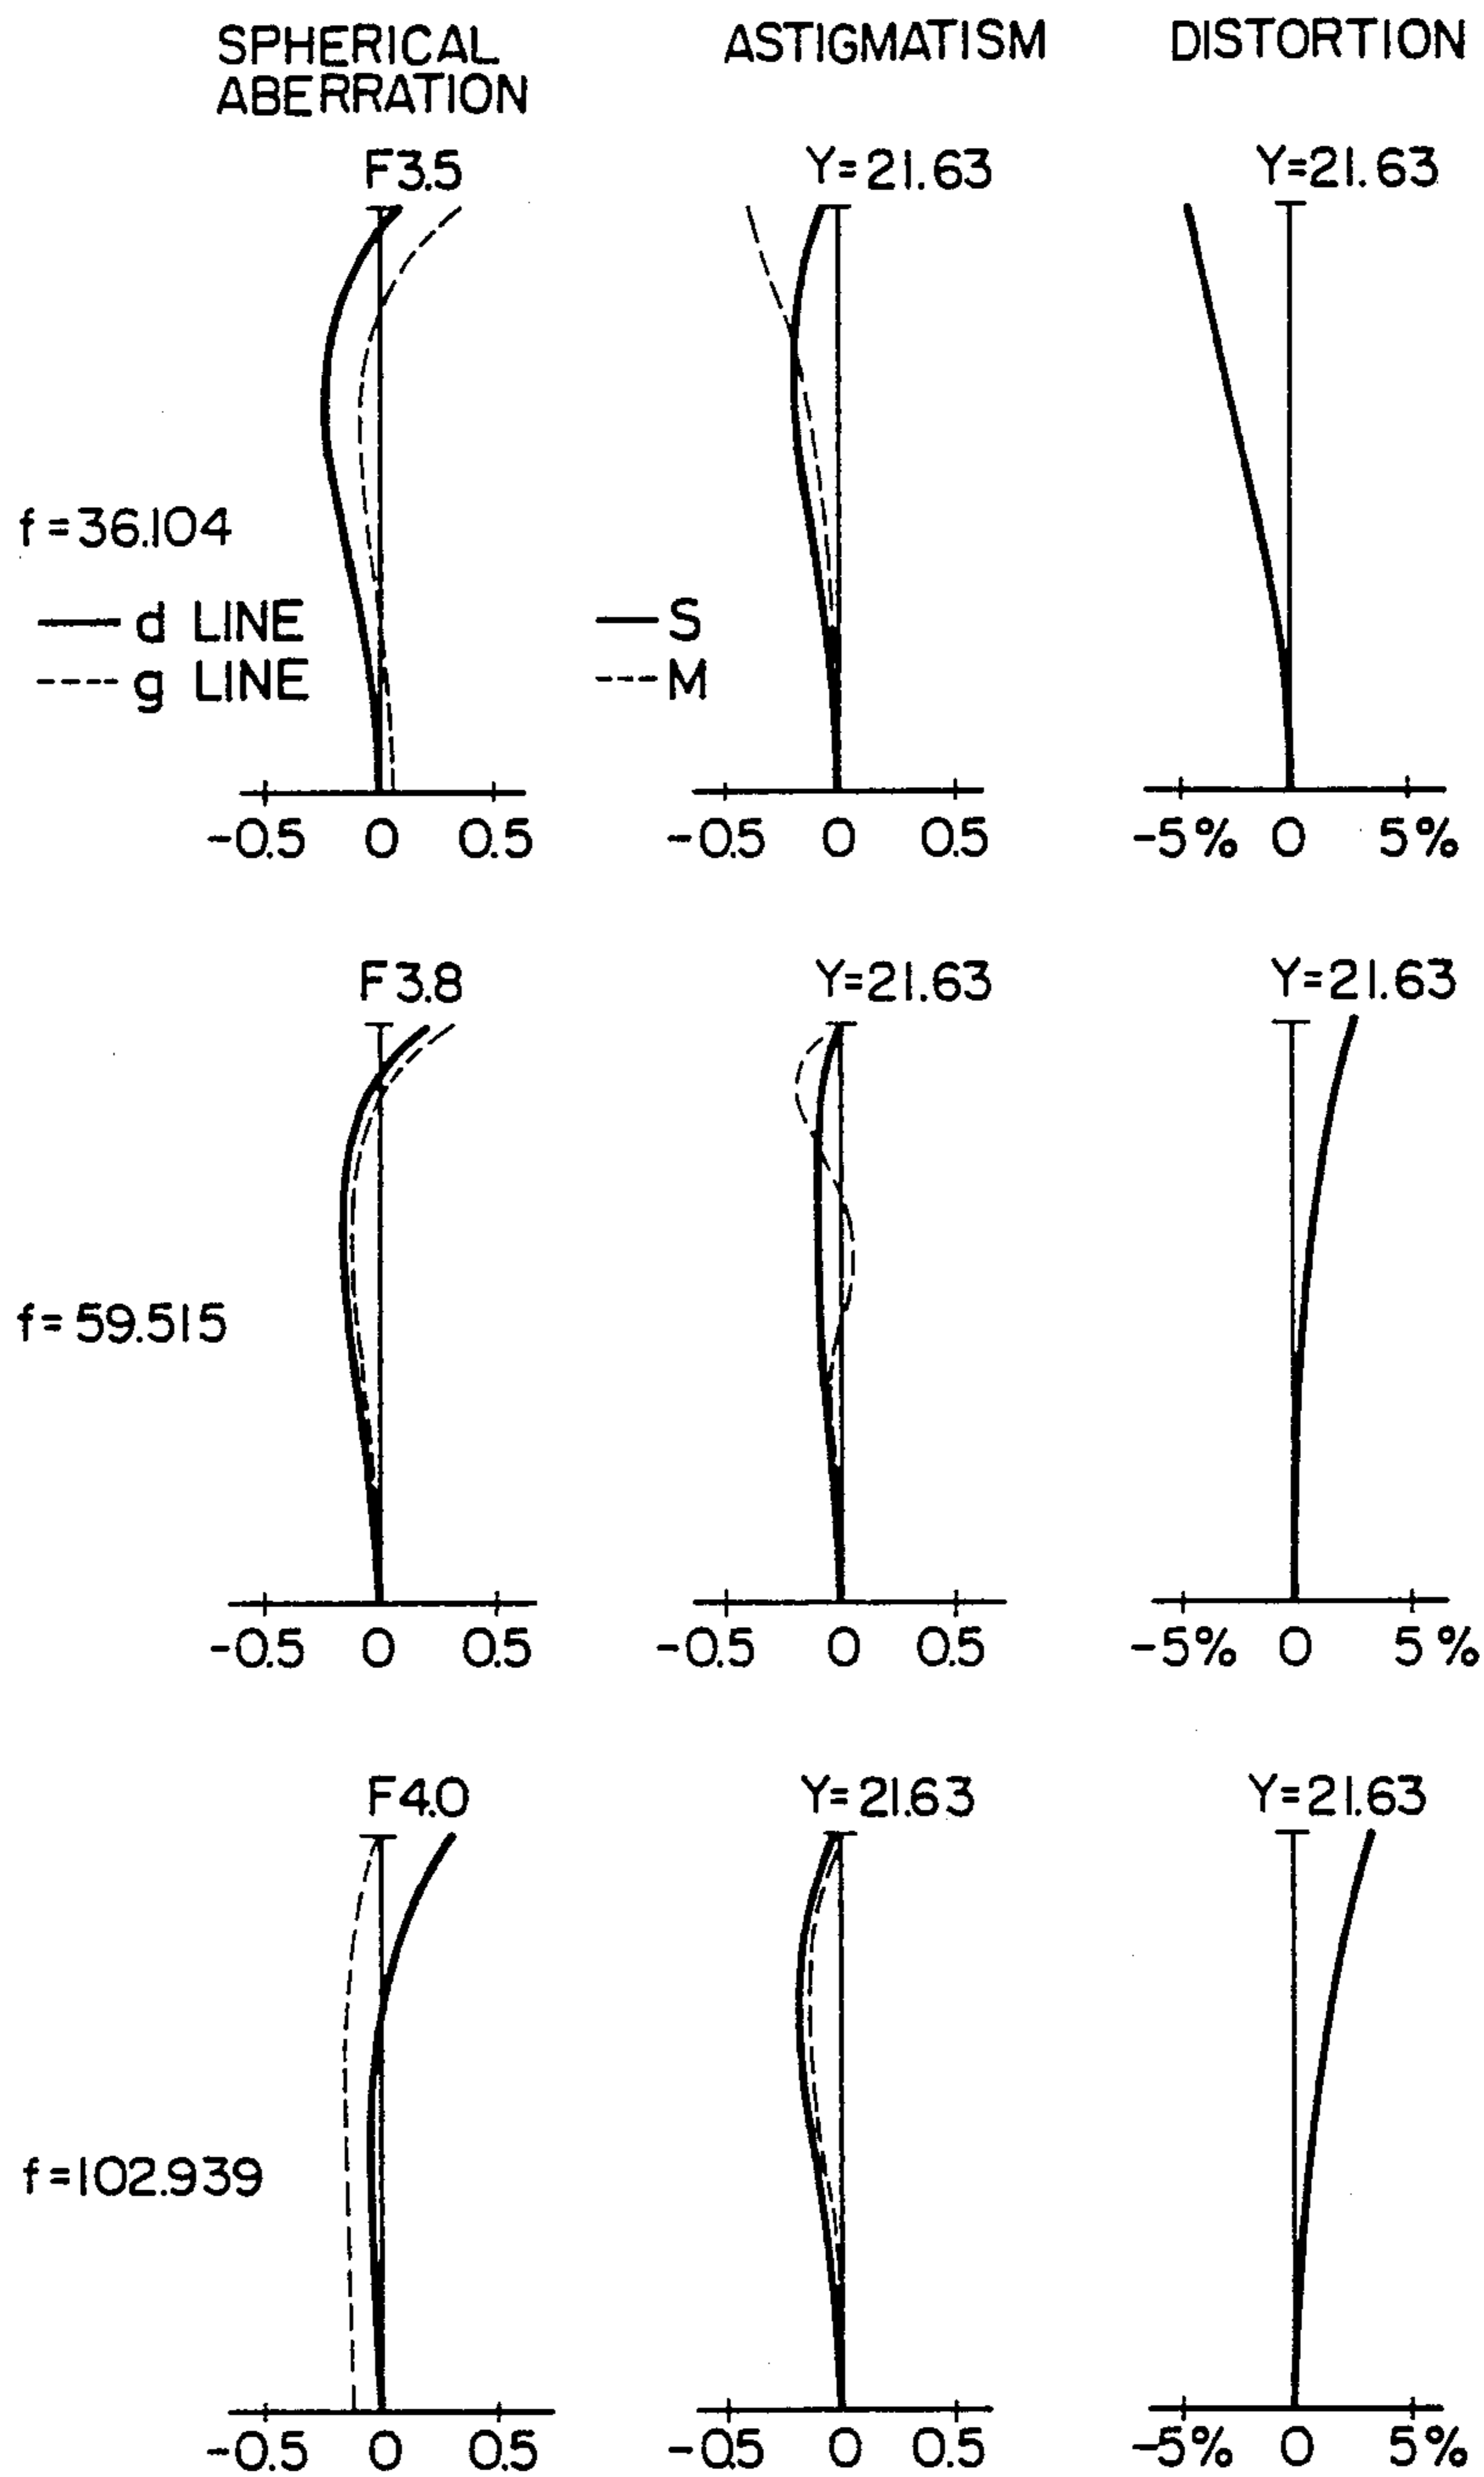 SPHERICAL
ABERRATION
ASTIGMATISM
DISTORTION
F3.5
Y=21.63
Y=21.63
f=36.104
d LINE
g LINE
S
M
-0.5 0 0.5
-0.5 0 0.5
-5% 0 5%
F3.8
Y=21.63
Y=21.63
f=59.515
-0.5 0 0.5
-0.5 0 0.5
-5% 0 5%
F4.0
Y=21.63
Y=21.63
f=102.939
-0.5 0 0.5
-0.5 0 0.5
-5% 0 5%